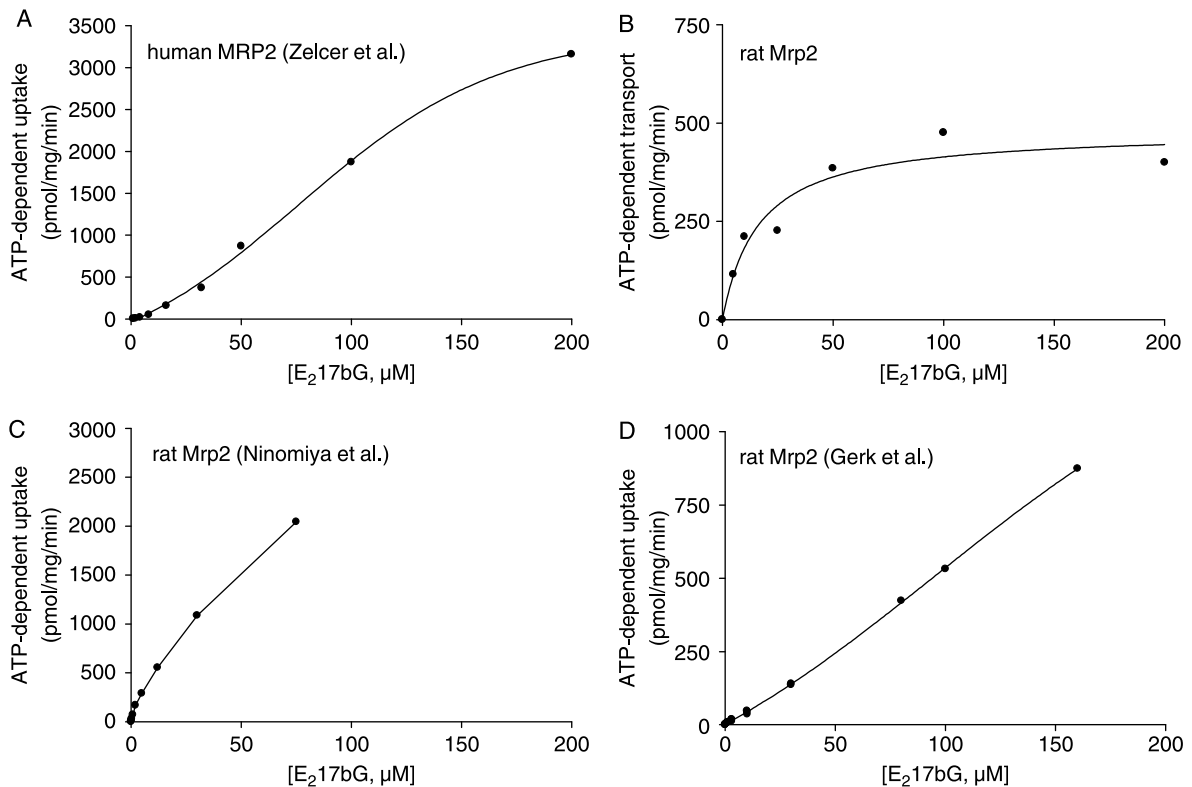 A
human MRP2 (Zelcer et al.)
ATP-dependent uptake
(pmol/mg/min)
3500
3000
2500
2000
1500
1000
500
0
0 50 100 150 200
[E₂17bG, µM]
B
rat Mrp2
ATP-dependent transport
(pmol/mg/min)
750
500
250
0
0 50 100 150 200
[E₂17bG, µM]
C
rat Mrp2 (Ninomiya et al.)
ATP-dependent uptake
(pmol/mg/min)
3000
2500
2000
1500
1000
500
0
0 50 100 150 200
[E₂17bG, µM]
D
rat Mrp2 (Gerk et al.)
ATP-dependent uptake
(pmol/mg/min)
1000
750
500
250
0
0 50 100 150 200
[E₂17bG, µM]